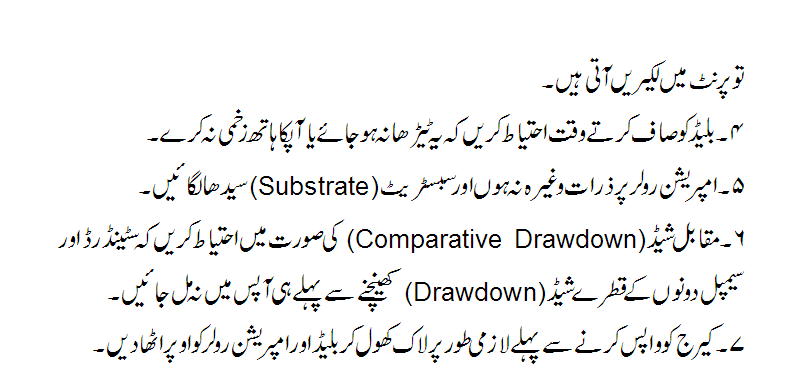 تو پرنٹ میں لکیریں آتی ہیں۔
۴۔ بلیڈ کو صاف کرتے وقت احتیاط کریں کہ یہ ٹیڑھا نہ ہو جائے یا آپکا ہاتھ زخمی نہ کرے۔
۵۔ امپریشن رولر پر ذرات وغیرہ نہ ہوں اور سبسٹریٹ (Substrate) سیدھا لگائیں۔
۶۔ مقابل شیڈ (Comparative Drawdown) کی صورت میں احتیاط کریں کہ سٹینڈرڈ اور
سیمپل دونوں کے قطرے شیڈ (Drawdown) کھینچنے سے پہلے ہی آپس میں نہ مل جائیں۔
۷۔ کیرج کو واپس کرنے سے پہلے لازمی طور پر لاک کھول کر بلیڈ اور امپریشن رولر کو اوپر اٹھا دیں۔